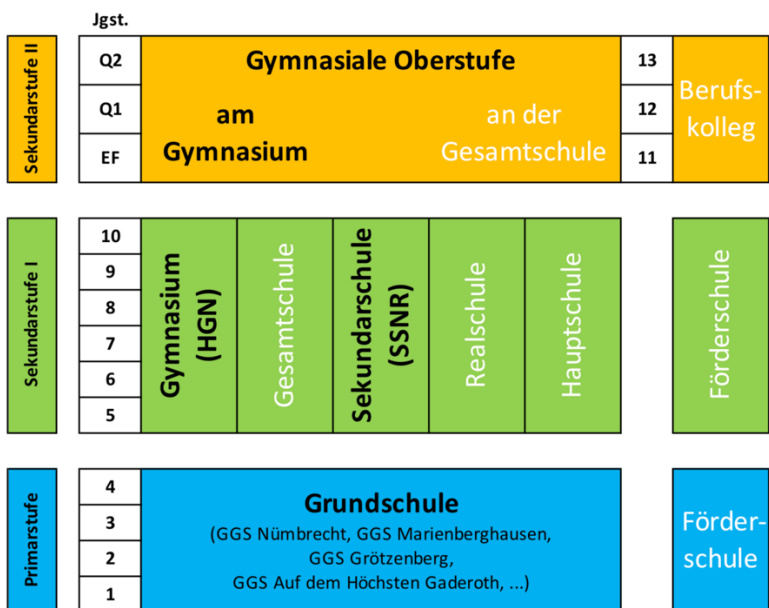 Jgst.
Sekundarstufe II
Q2
Q1
EF
Gymnasiale Oberstufe
am
Gymnasium
an der
Gesamtschule
13
12
11
Berufs-
kolleg
Sekundarstufe I
10
9
8
7
6
5
Gymnasium
(HGN)
Gesamtschule
Sekundarschule
(SSNR)
Realschule
Hauptschule
Förderschule
Primarstufe
4
3
2
1
Grundschule
(GGS Nümbrecht, GGS Marienberghausen,
GGS Grötzenberg,
GGS Auf dem Höchsten Gaderoth, ...)
Förder-
schule